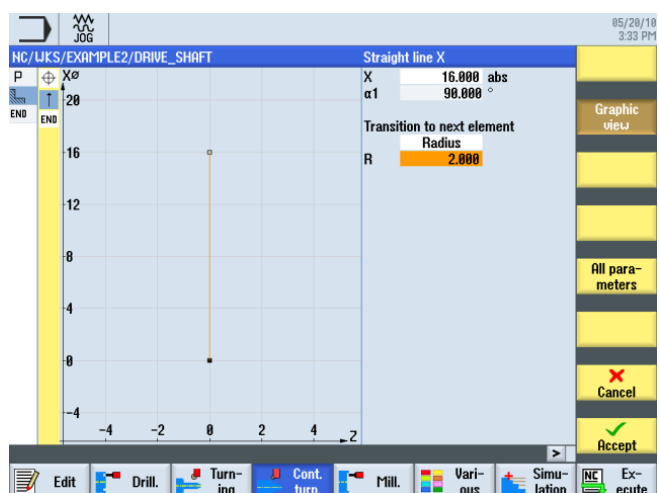 JOG
05/20/10
3:33 PM
NC/WKS/EXAMPLE2/DRIVE_SHAFT
Straight line X
P
END
END
XØ
20
16
12
8
4
0
-4
-4
-2
0
2
4
Z
X 16.000 abs
α1 90.000 °
Transition to next element
Radius
R 2.000
Graphic
view
All para-
meters
Cancel
Accept
>
Edit
Drill.
Turn-
ing
Cont.
turn
Mill.
Vari-
ous
Simu-
lation
NC
Ex-
ecute